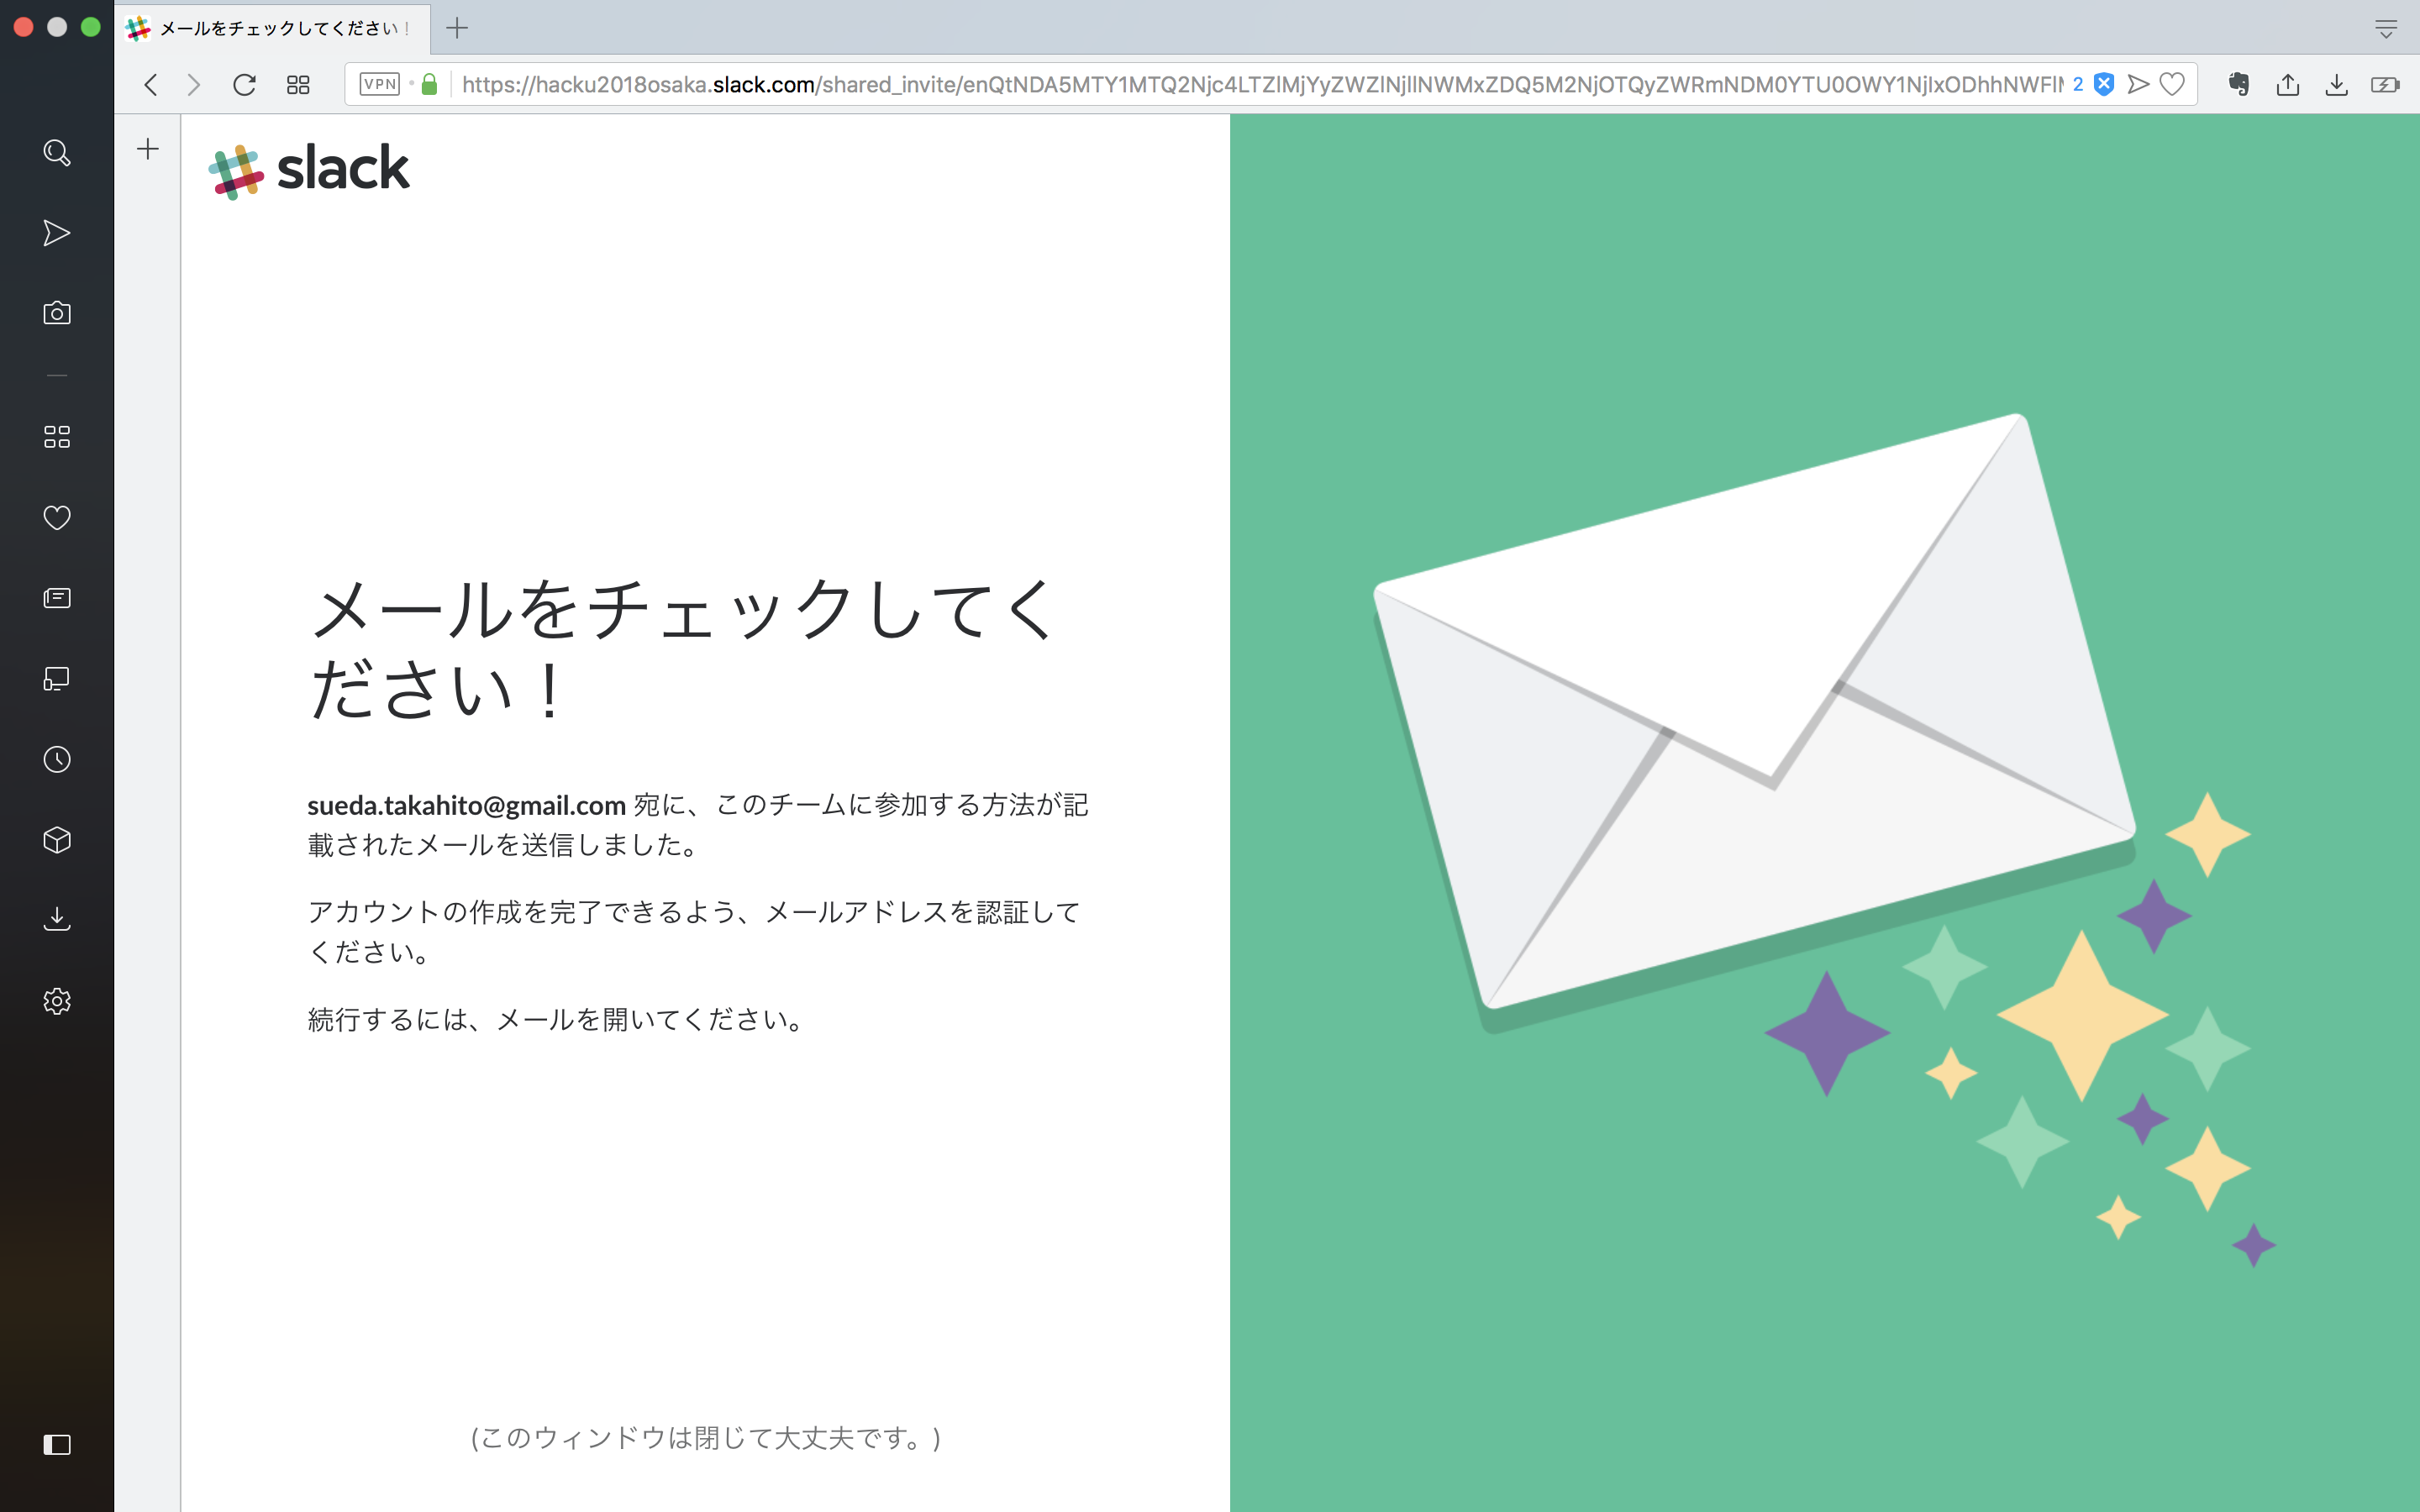 メールをチェックしてください！
VPN
https://hacku2018osaka.slack.com/shared_invite/enQtNDA5MTY1MTQ2Njc4LTZlMjYyZWZlNjllNWMxZDQ5M2NjOTQyZWRmNDM0YTU0OWY1NjIxODhhNWFlM 2
slack
メールをチェックしてく
ださい！
sueda.takahito@gmail.com 宛に、このチームに参加する方法が記
載されたメールを送信しました。
アカウントの作成を完了できるよう、メールアドレスを認証して
ください。
続行するには、メールを開いてください。
(このウィンドウは閉じて大丈夫です。)